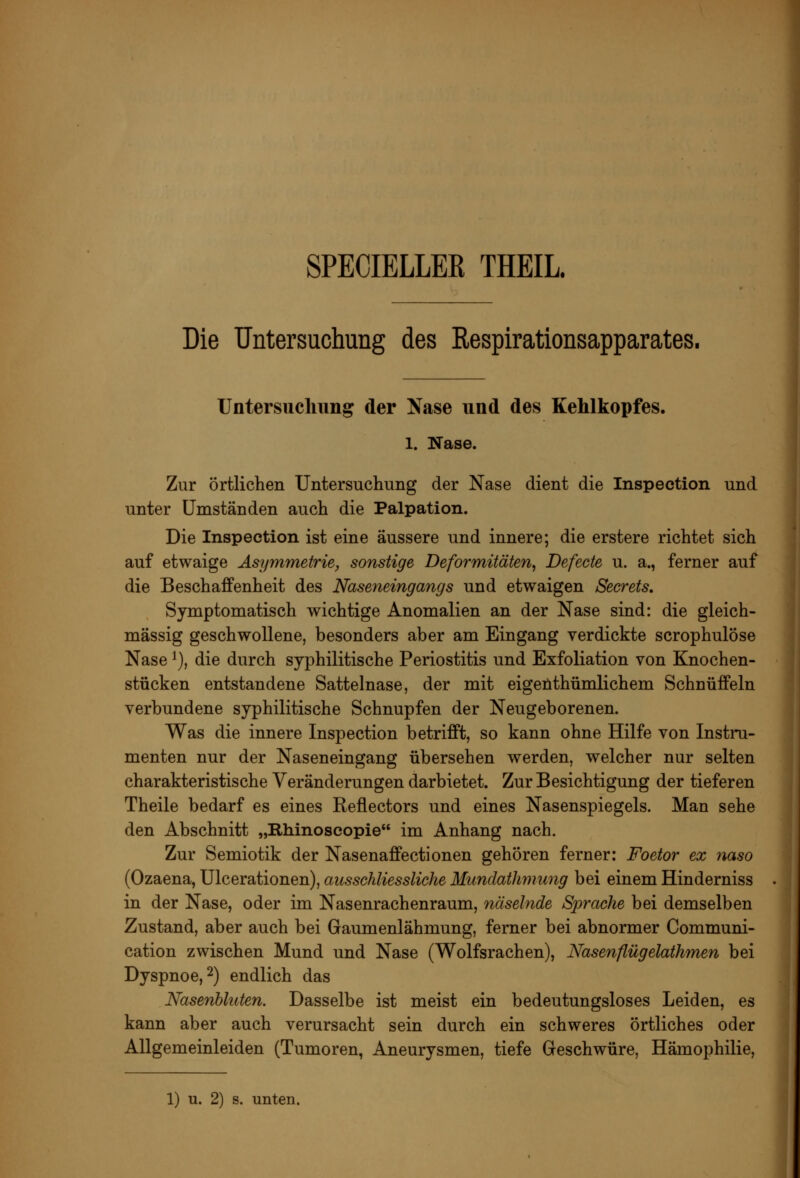 SPECIELLER THEIL.
Die Untersuchung des Respirationsapparates.
Untersuchung der Nase und des Kehlkopfes.
1. Nase.
Zur örtlichen Untersuchung der Nase dient die Inspection und
unter Umständen auch die Palpation.
Die Inspection ist eine äussere und innere; die erstere richtet sich
auf etwaige Asymmetrie, sonstige Deformitäten, Defecte u. a., ferner auf
die Beschaffenheit des Naseneingangs und etwaigen Secrets.
Symptomatisch wichtige Anomalien an der Nase sind: die gleich-
mässig geschwollene, besonders aber am Eingang verdickte scrophulöse
Nase 1), die durch syphilitische Periostitis und Exfoliation von Knochen-
stücken entstandene Sattelnase, der mit eigenthümlichem Schnüffeln
verbundene syphilitische Schnupfen der Neugeborenen.
Was die innere Inspection betrifft, so kann ohne Hilfe von Instru-
menten nur der Naseneingang übersehen werden, welcher nur selten
charakteristische Veränderungen darbietet. Zur Besichtigung der tieferen
Theile bedarf es eines Reflectors und eines Nasenspiegels. Man sehe
den Abschnitt „Rhinoscopie“ im Anhang nach.
Zur Semiotik der Nasenaffectionen gehören ferner: Foetor ex naso
(Ozaena, Ulcerationen), ausschliessliche Mundathmung bei einem Hinderniss
in der Nase, oder im Nasenrachenraum, näselnde Sprache bei demselben
Zustand, aber auch bei Gaumenlähmung, ferner bei abnormer Communi-
cation zwischen Mund und Nase (Wolfsrachen), Nasenflügelathmen bei
Dyspnoe, 2) endlich das
Nasenbluten. Dasselbe ist meist ein bedeutungsloses Leiden, es
kann aber auch verursacht sein durch ein schweres örtliches oder
Allgemeinleiden (Tumoren, Aneurysmen, tiefe Geschwüre, Hämophilie,
1) u. 2) s. unten.